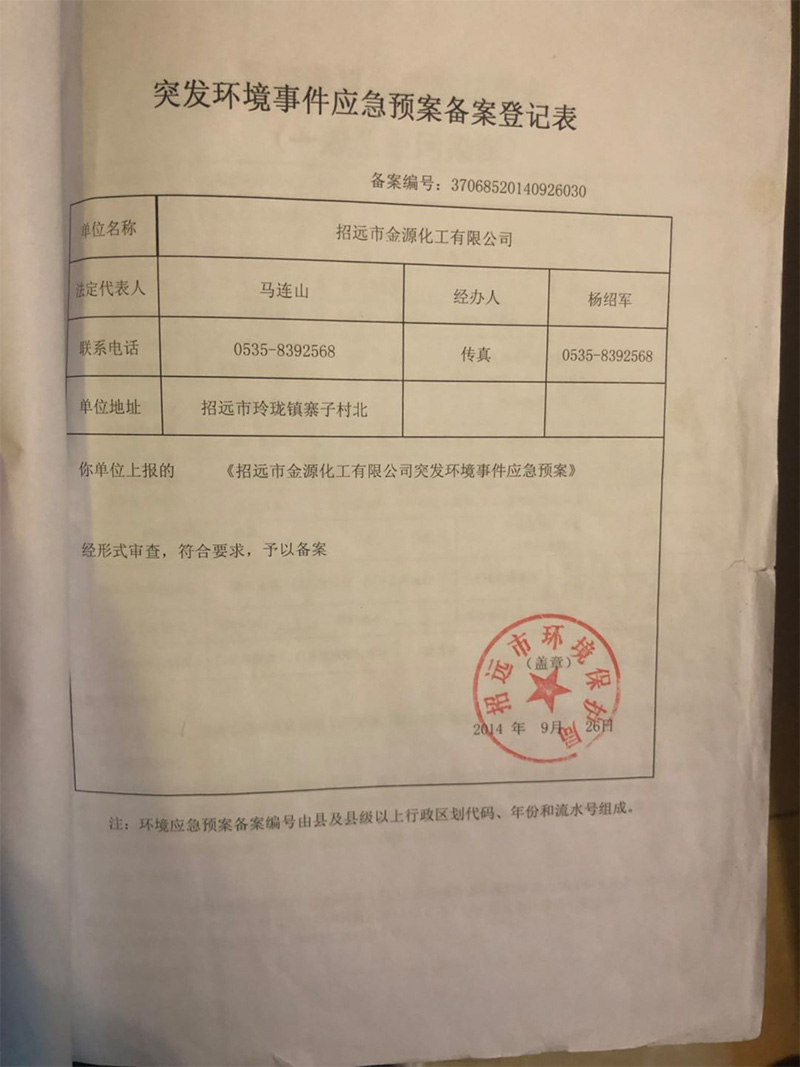 突发环境事件应急预案备案登记表
备案编号：37068520140926030
单位名称 招远市金源化工有限公司
法定代表人 马连山 经办人 杨绍军
联系电话 0535-8392568 传真 0535-8392568
单位地址 招远市玲珑镇寨子村北
你单位上报的 《招远市金源化工有限公司突发环境事件应急预案》
经形式审查，符合要求，予以备案
招远市环境保办局
（盖章）
2014 年 9月 26日
注：环境应急预案备案编号由县及县级以上行政区划代码、年份和流水号组成。